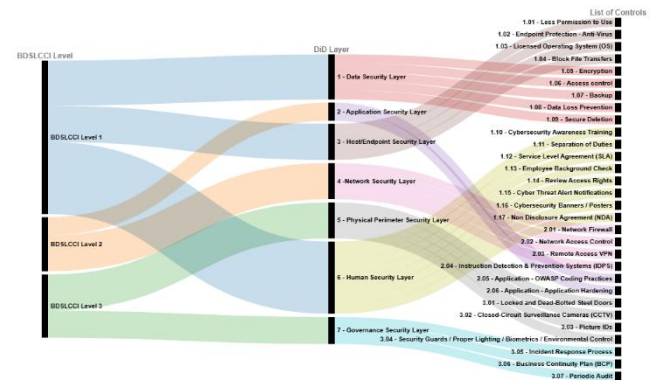 List of Controls
BDSLCCI Level
DiD Layer
BDSLCCI Level 1
BDSLCCI Level 2
BDSLCCI Level 3
1 - Data Security Layer
2 - Application Security Layer
3 - Host/Endpoint Security Layer
4 -Network Security Layer
5 - Physical Perimeter Security Layer
6 - Human Security Layer
7 - Governance Security Layer
1.01 - Less Permission to Use
1.02 - Endpoint Protection - Anti-Virus
1.03 - Licensed Operating System (OS)
1.04 - Block File Transfers
1.05 - Encryption
1.06 - Access control
1.07 - Backup
1.08 - Data Loss Prevention
1.09 - Secure Deletion
1.10 - Cybersecurity Awareness Training
1.11 - Separation of Duties
1.12 - Service Level Agreement (SLA)
1.13 - Employee Background Check
1.14 - Review Access Rights
1.15 - Cyber Threat Alert Notifications
1.16 - Cybersecurity Banners / Posters
1.17 - Non Disclosure Agreement (NDA)
2.01 - Network Firewall
2.02 - Network Access Control
2.03 - Remote Access VPN
2.04 - Instruction Detection & Prevention Systems (IDPS)
2.05 - Application - OWASP Coding Practices
2.06 - Application - Application Hardening
3.01 - Locked and Dead-Bolted Steel Doors
3.02 - Closed-Circuit Surveillance Cameras (CCTV)
3.03 - Picture IDs
3.04 - Security Guards / Proper Lighting / Biometrics / Environmental Control
3.05 - Incident Response Process
3.06 - Business Continuity Plan (BCP)
3.07 - Periodic Audit